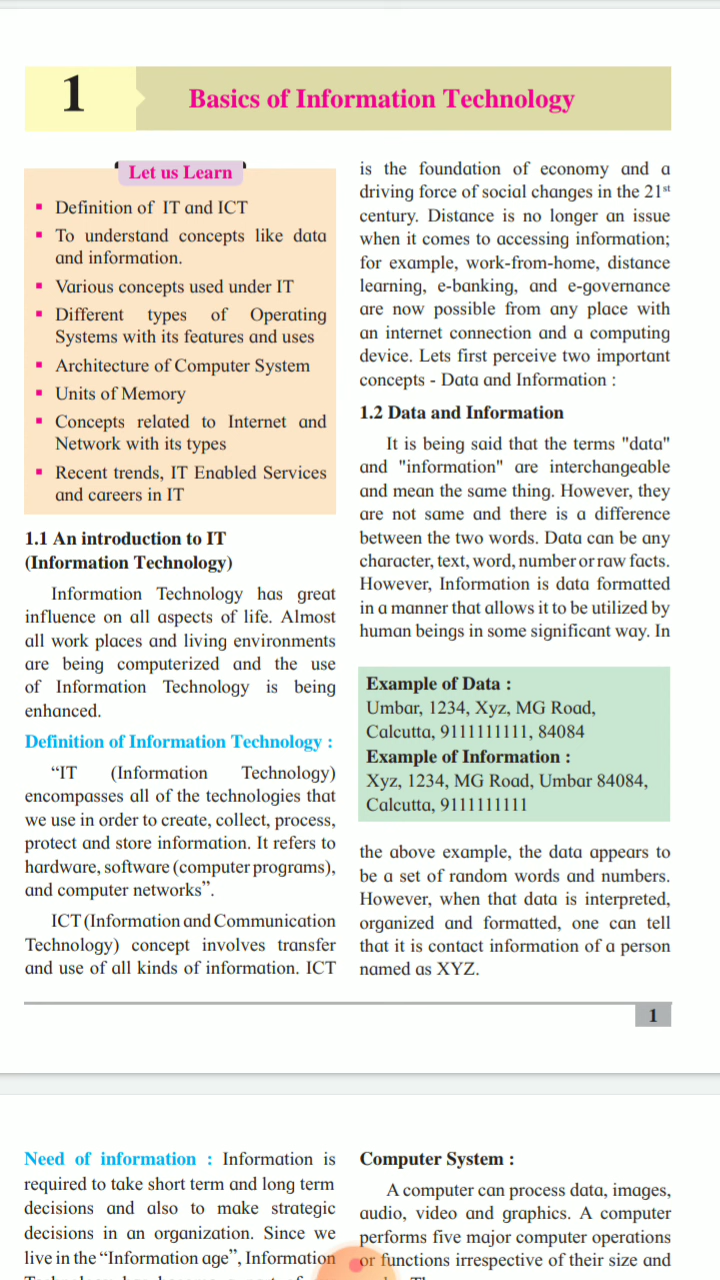 1
Basics of Information Technology
Let us Learn
▪ Definition of IT and ICT
▪ To understand concepts like data
and information.
▪ Various concepts used under IT
▪ Different types of Operating
Systems with its features and uses
▪ Architecture of Computer System
▪ Units of Memory
▪ Concepts related to Internet and
Network with its types
▪ Recent trends, IT Enabled Services
and careers in IT
1.1 An introduction to IT
(Information Technology)
Information Technology has great
influence on all aspects of life. Almost
all work places and living environments
are being computerized and the use
of Information Technology is being
enhanced.
Definition of Information Technology :
“IT (Information Technology)
encompasses all of the technologies that
we use in order to create, collect, process,
protect and store information. It refers to
hardware, software (computer programs),
and computer networks”.
ICT (Information and Communication
Technology) concept involves transfer
and use of all kinds of information. ICT
is the foundation of economy and a
driving force of social changes in the 21st
century. Distance is no longer an issue
when it comes to accessing information;
for example, work-from-home, distance
learning, e-banking, and e-governance
are now possible from any place with
an internet connection and a computing
device. Lets first perceive two important
concepts - Data and Information :
1.2 Data and Information
It is being said that the terms "data"
and "information" are interchangeable
and mean the same thing. However, they
are not same and there is a difference
between the two words. Data can be any
character, text, word, number or raw facts.
However, Information is data formatted
in a manner that allows it to be utilized by
human beings in some significant way. In
Example of Data :
Umbar, 1234, Xyz, MG Road,
Calcutta, 9111111111, 84084
Example of Information :
Xyz, 1234, MG Road, Umbar 84084,
Calcutta, 9111111111
the above example, the data appears to
be a set of random words and numbers.
However, when that data is interpreted,
organized and formatted, one can tell
that it is contact information of a person
named as XYZ.
1
Need of information : Information is
required to take short term and long term
decisions and also to make strategic
decisions in an organization. Since we
live in the “Information age”, Information
Computer System :
A computer can process data, images,
audio, video and graphics. A computer
performs five major computer operations
or functions irrespective of their size and